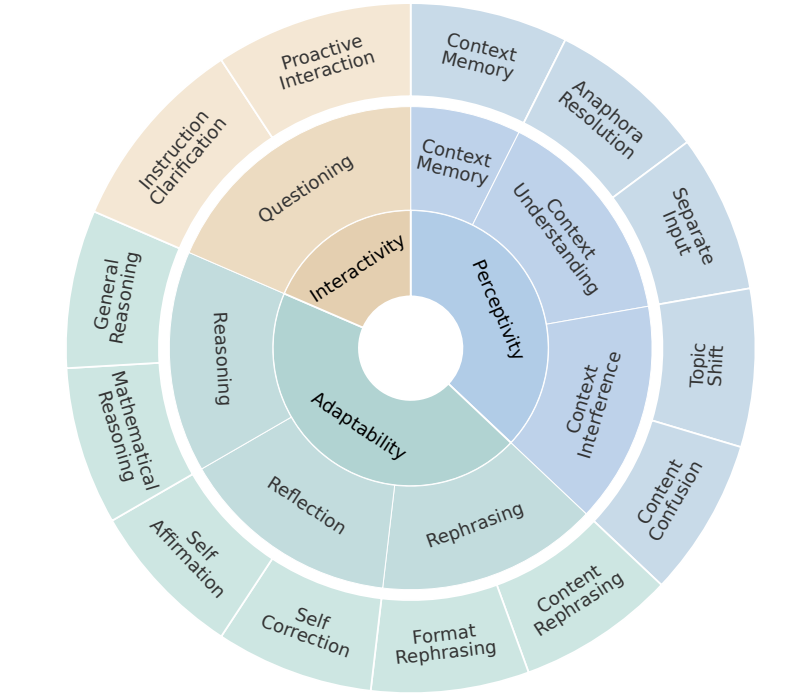 Proactive
Interaction
Context
Memory
Anaphora
Resolution
Separate
Input
Topic
Shift
Content
Confusion
Content
Rephrasing
Format
Rephrasing
Self
Correction
Self
Affirmation
Mathematical
Reasoning
General
Reasoning
Instruction
Clarification
Questioning
Context
Memory
Context
Understanding
Context
Interference
Rephrasing
Reflection
Reasoning
Interactivity
Perceptivity
Adaptability